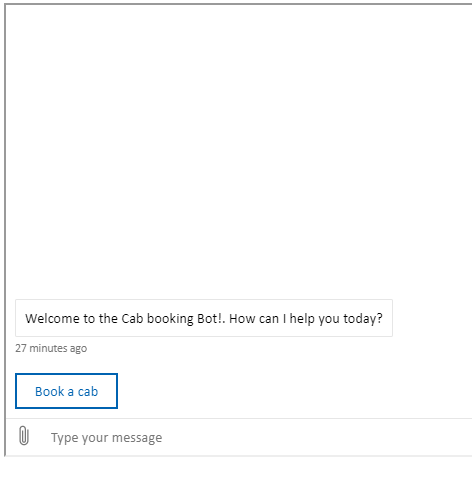 Welcome to the Cab booking Bot!. How can I help you today?
27 minutes ago
Book a cab
Type your message